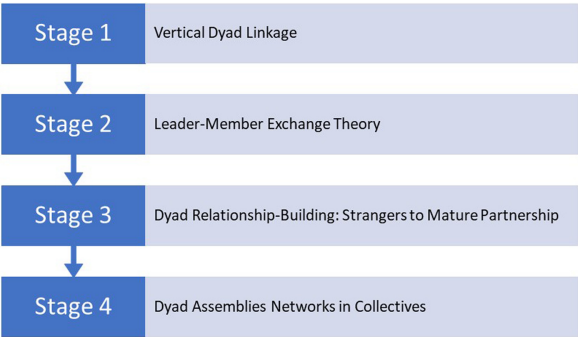 Stage 1
Vertical Dyad Linkage
Stage 2
Leader-Member Exchange Theory
Stage 3
Dyad Relationship-Building: Strangers to Mature Partnership
Stage 4
Dyad Assemblies Networks in Collectives